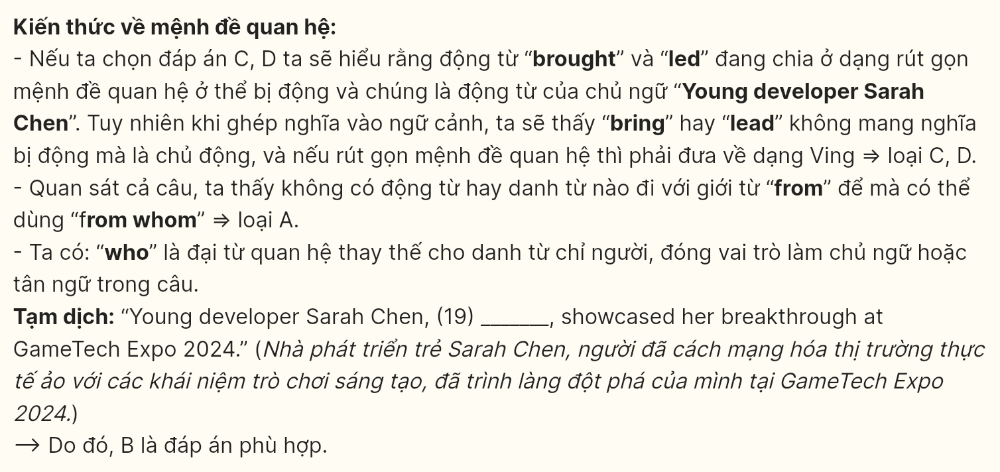 Kiến thức về mệnh đề quan hệ:
- Nếu ta chọn đáp án C, D ta sẽ hiểu rằng động từ “brought” và “led” đang chia ở dạng rút gọn
mệnh đề quan hệ ở thể bị động và chúng là động từ của chủ ngữ “Young developer Sarah
Chen”. Tuy nhiên khi ghép nghĩa vào ngữ cảnh, ta sẽ thấy “bring” hay “lead” không mang nghĩa
bị động mà là chủ động, và nếu rút gọn mệnh đề quan hệ thì phải đưa về dạng Ving ⇒ loại C, D.
- Quan sát cả câu, ta thấy không có động từ hay danh từ nào đi với giới từ “from” để mà có thể
dùng “from whom” ⇒ loại A.
- Ta có: “who” là đại từ quan hệ thay thế cho danh từ chỉ người, đóng vai trò làm chủ ngữ hoặc
tân ngữ trong câu.
Tạm dịch: “Young developer Sarah Chen, (19) _______, showcased her breakthrough at
GameTech Expo 2024.” (Nhà phát triển trẻ Sarah Chen, người đã cách mạng hóa thị trường thực
tế ảo với các khái niệm trò chơi sáng tạo, đã trình làng đột phá của mình tại GameTech Expo
2024.)
⟶ Do đó, B là đáp án phù hợp.